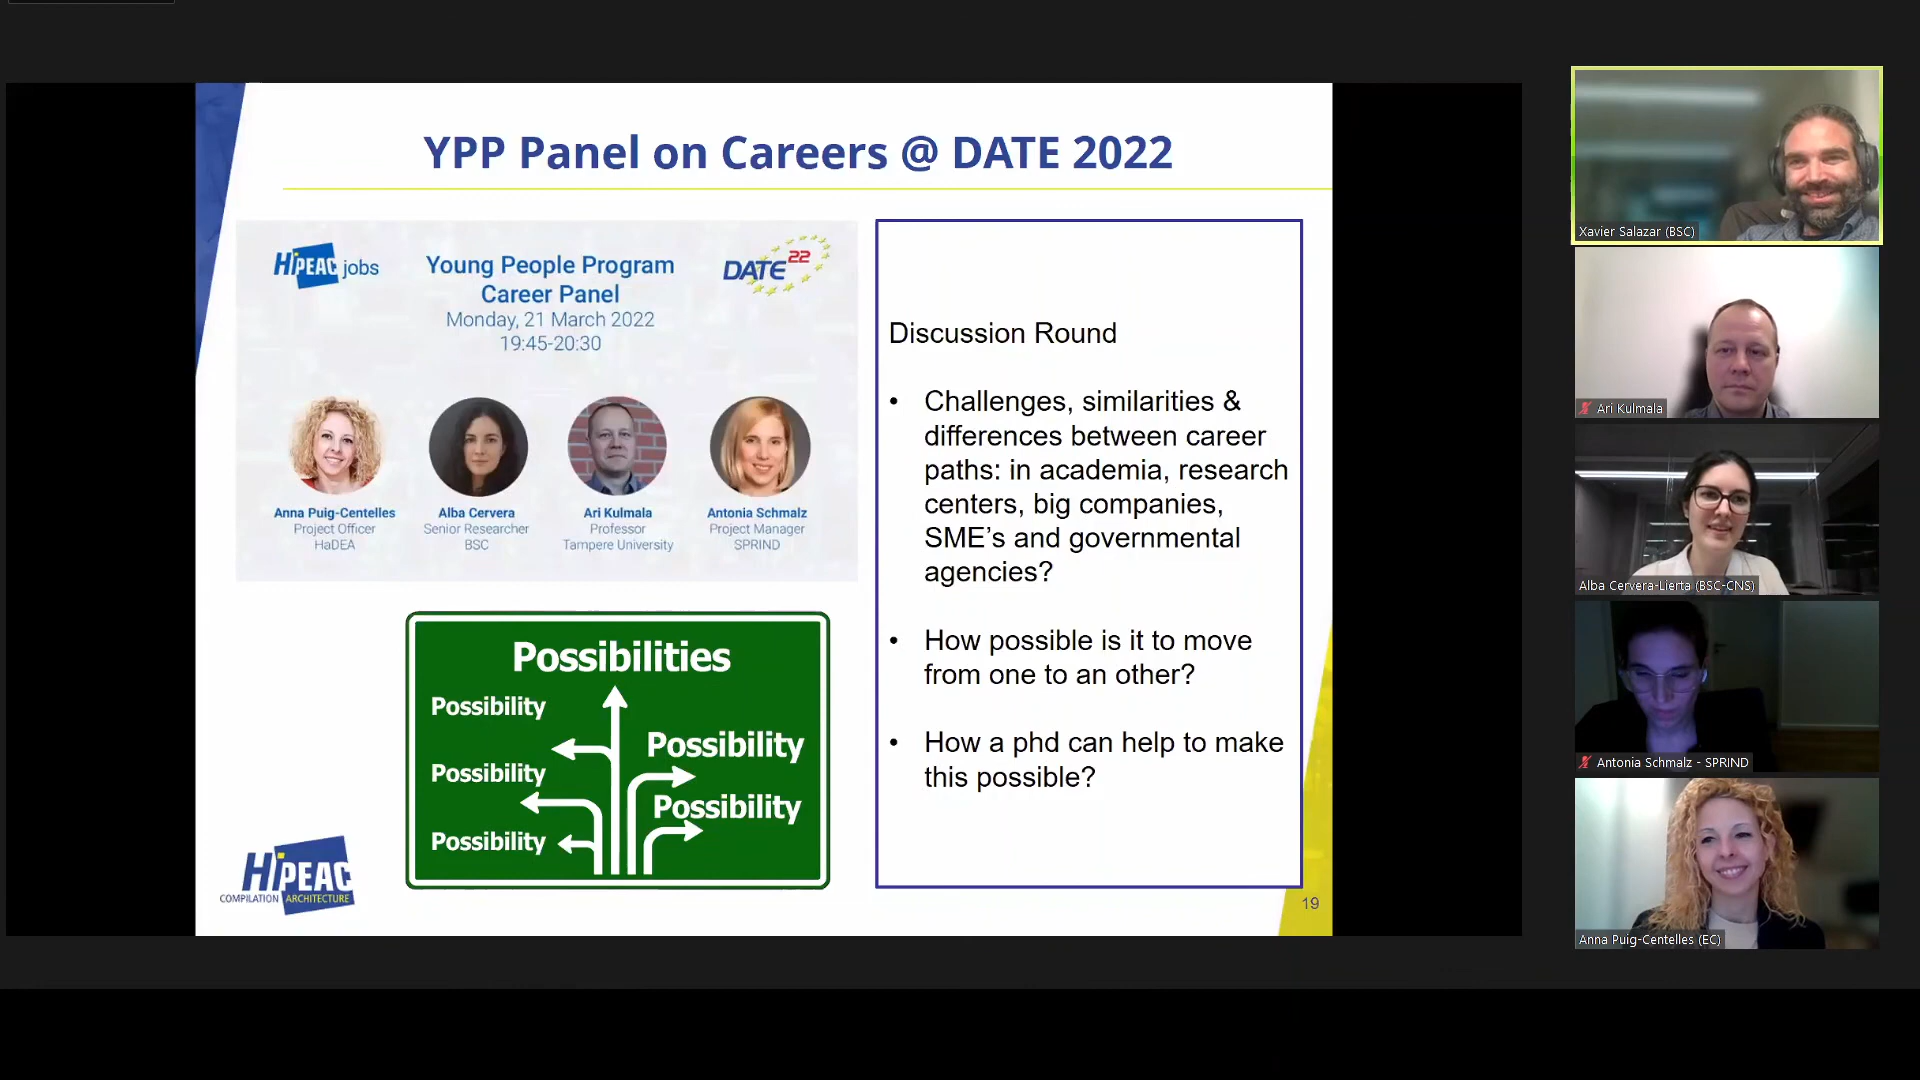 YPP Panel on Careers @ DATE 2022
HiPEAC jobs
Young People Program
Career Panel
Monday, 21 March 2022
19:45-20:30
DATE 22
Anna Puig-Centelles
Project Officer
HaDEA
Alba Cervera
Senior Researcher
BSC
Ari Kulmala
Professor
Tampere University
Antonia Schmalz
Project Manager
SPRIND
Possibilities
Possibility
Possibility
Possibility
Possibility
Possibility
HiPEAC
COMPILATION ARCHITECTURE
Discussion Round
• Challenges, similarities &
differences between career
paths: in academia, research
centers, big companies,
SME’s and governmental
agencies?
• How possible is it to move
from one to an other?
• How a phd can help to make
this possible?
19
Xavier Salazar (BSC)
Ari Kulmala
Alba Cervera-Lierta (BSC-CNS)
Antonia Schmalz - SPRIND
Anna Puig-Centelles (EC)